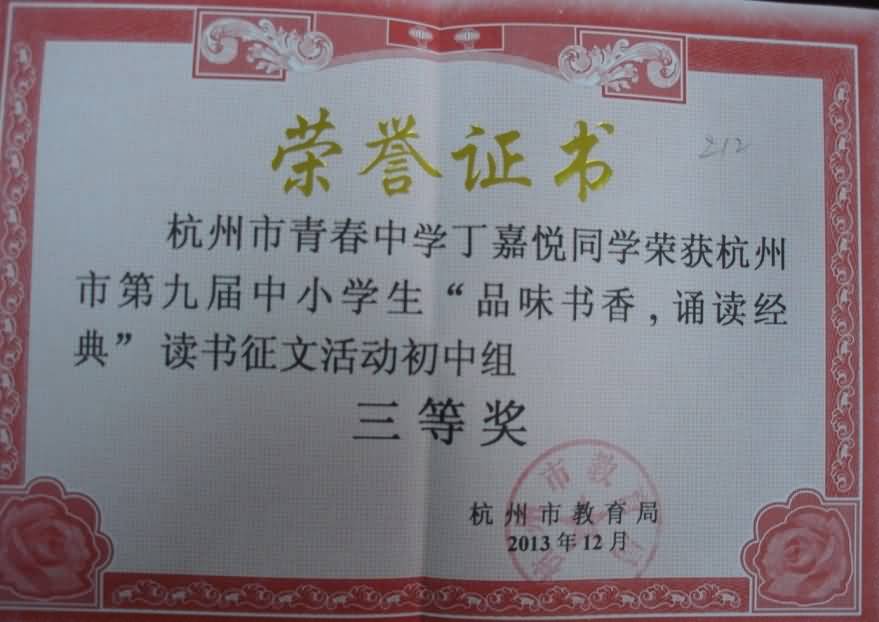 荣誉证书
212
杭州市青春中学丁嘉悦同学荣获杭州
市第九届中小学生“品味书香,诵读经
典”读书征文活动初中组
三等奖
杭州市教育局
2013年12月